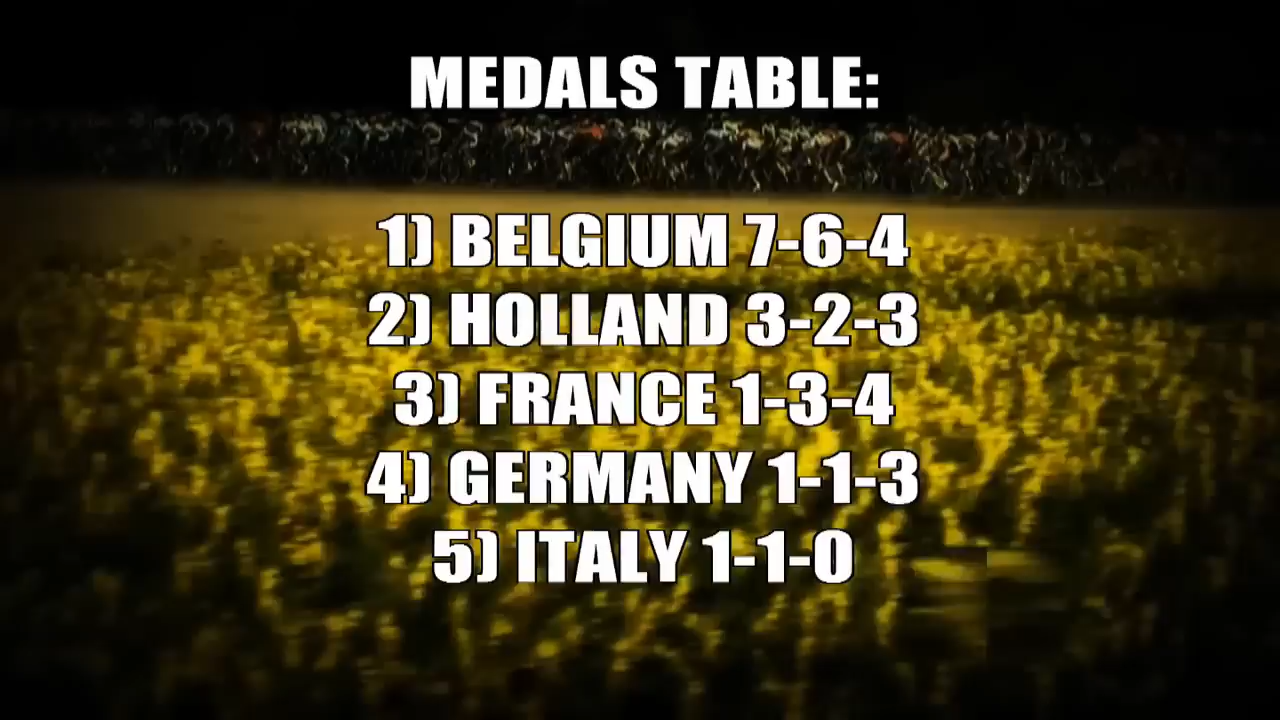 MEDALS TABLE:
1) BELGIUM 7-6-4
2) HOLLAND 3-2-3
3) FRANCE 1-3-4
4) GERMANY 1-1-3
5) ITALY 1-1-0